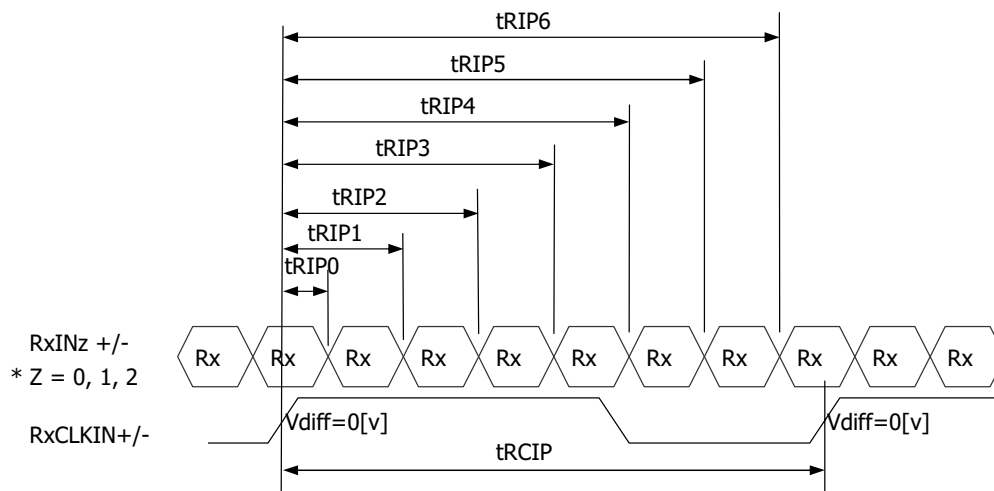 tRIP6
tRIP5
tRIP4
tRIP3
tRIP2
tRIP1
tRIP0
RxINz +/-
* Z = 0, 1, 2
Rx Rx Rx Rx Rx Rx Rx Rx Rx Rx Rx
RxCLKIN+/-
Vdiff=0[v] Vdiff=0[v]
tRCIP